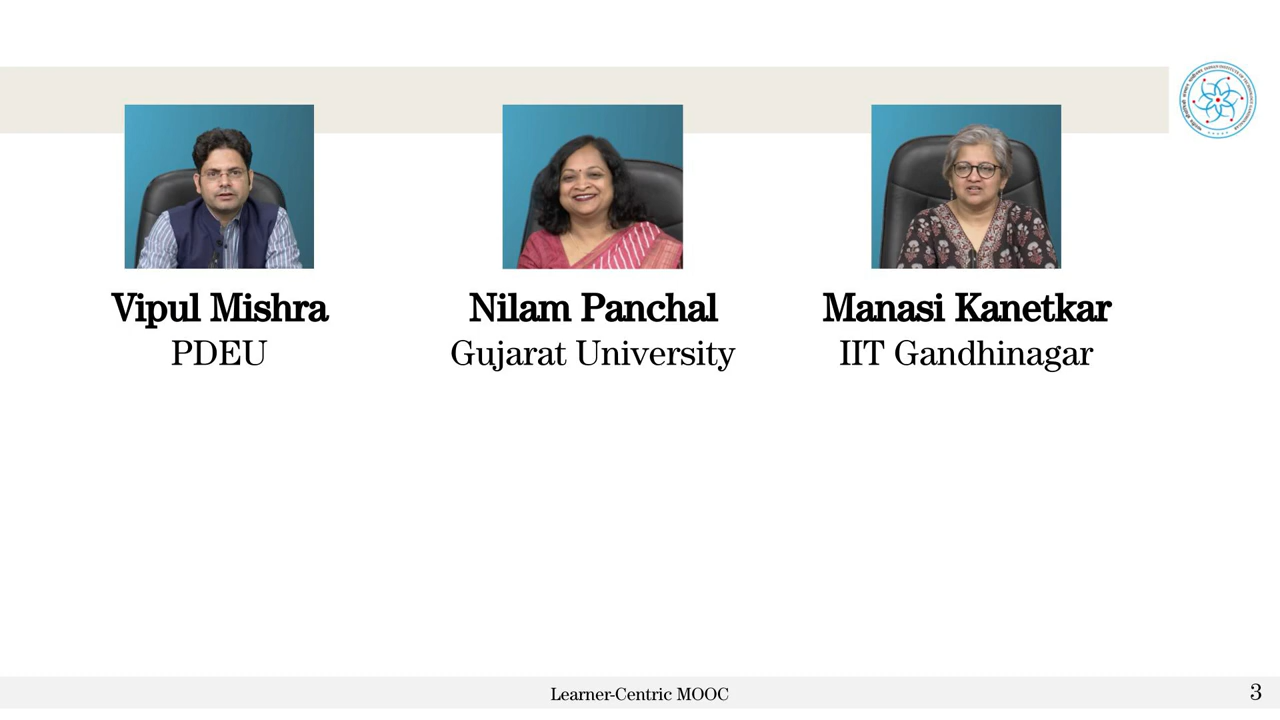 Vipul Mishra
PDEU
Nilam Panchal
Gujarat University
Manasi Kanetkar
IIT Gandhinagar
Learner-Centric MOOC
3